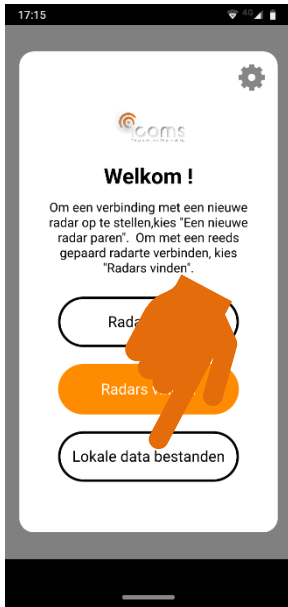 17:15
4G
icoms
Welkom !
Om een verbinding met een nieuwe
radar op te stellen,kies "Een nieuwe
radar paren".  Om met een reeds
gepaard radarte verbinden, kies
"Radars vinden".
Radars
Lokale data bestanden